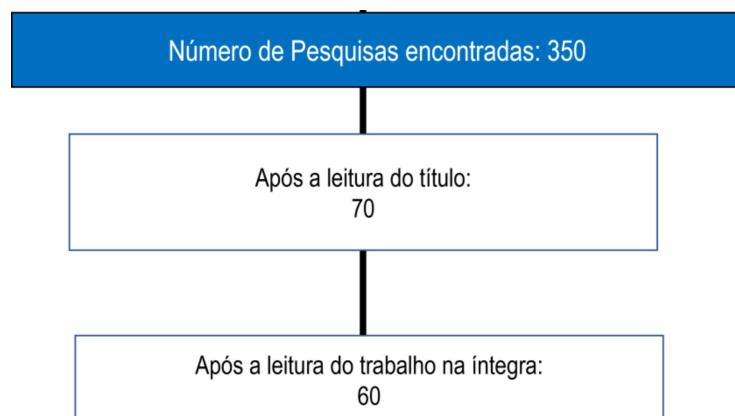 Número de Pesquisas encontradas: 350
Após a leitura do título:
70
Após a leitura do trabalho na íntegra:
60